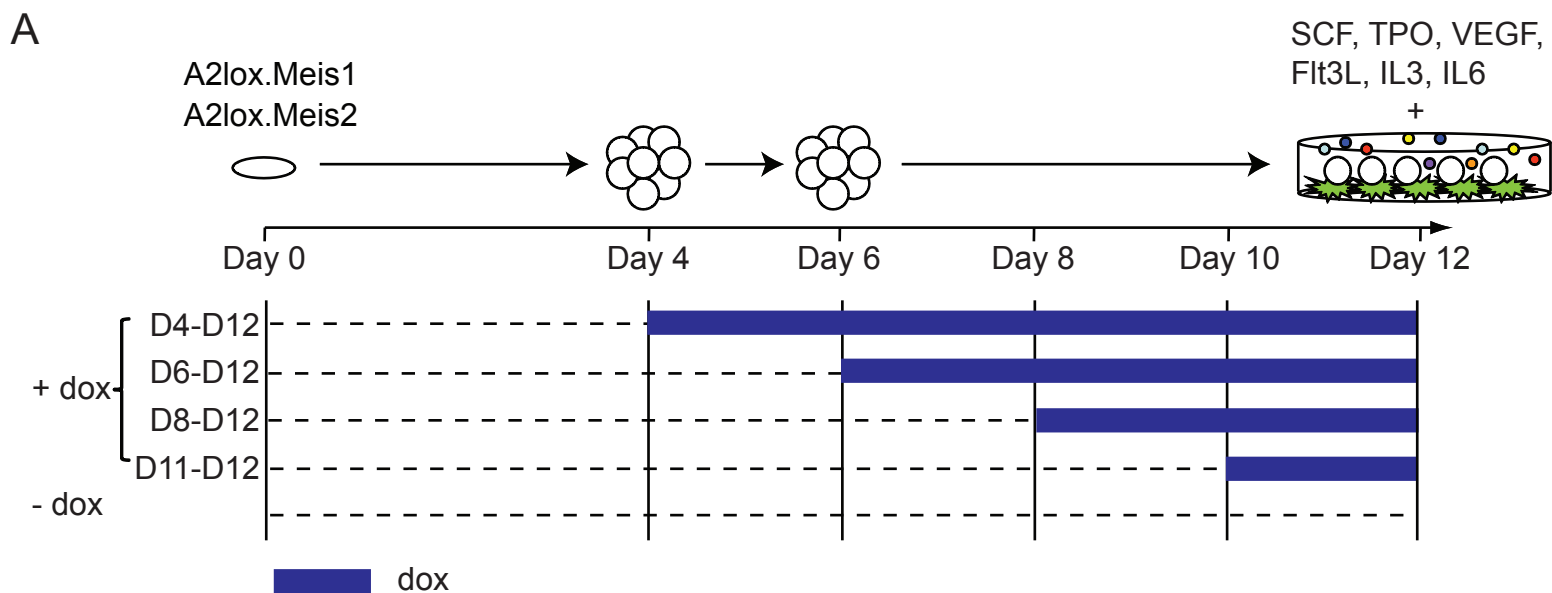 A
A2lox.Meis1
A2lox.Meis2
SCF, TPO, VEGF,
Flt3L, IL3, IL6
+
Day 0
Day 4
Day 6
Day 8
Day 10
Day 12
+ dox
D4-D12
D6-D12
D8-D12
D11-D12
- dox
dox